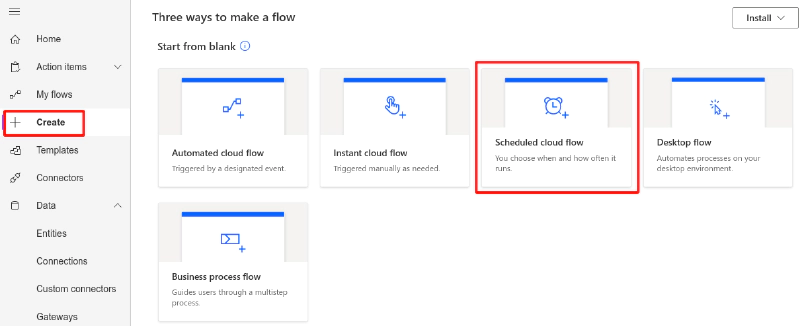 Three ways to make a flow
Install
Start from blank
Home
Action items
My flows
Create
Templates
Connectors
Data
Entities
Connections
Custom connectors
Gateways
Automated cloud flow
Triggered by a designated event.
Instant cloud flow
Triggered manually as needed.
Scheduled cloud flow
You choose when and how often it
runs.
Desktop flow
Automates processes on your
desktop environment.
Business process flow
Guides users through a multistep
process.